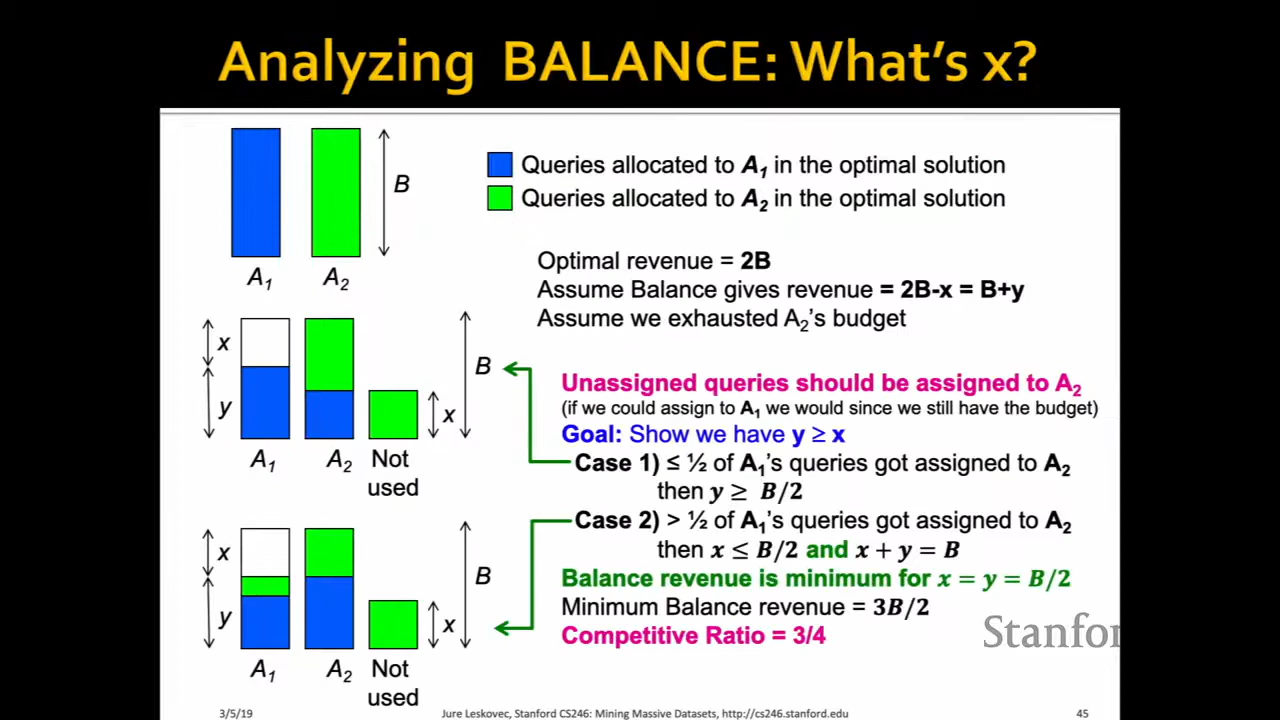 Analyzing BALANCE: What's x?
B
A1 A2
Queries allocated to A1 in the optimal solution
Queries allocated to A2 in the optimal solution
Optimal revenue = 2B
Assume Balance gives revenue = 2B-x = B+y
Assume we exhausted A2's budget
x
y
B
x
A1 A2 Not
used
Unassigned queries should be assigned to A2
(if we could assign to A1 we would since we still have the budget)
Goal: Show we have y ≥ x
Case 1) ≤ ½ of A1's queries got assigned to A2
then y ≥ B/2
Case 2) > ½ of A1's queries got assigned to A2
then x ≤ B/2 and x + y = B
Balance revenue is minimum for x = y = B/2
Minimum Balance revenue = 3B/2
Competitive Ratio = 3/4
x
y
B
x
A1 A2 Not
used
Stanfor
3/5/19 Jure Leskovec, Stanford CS246: Mining Massive Datasets, http://cs246.stanford.edu 45